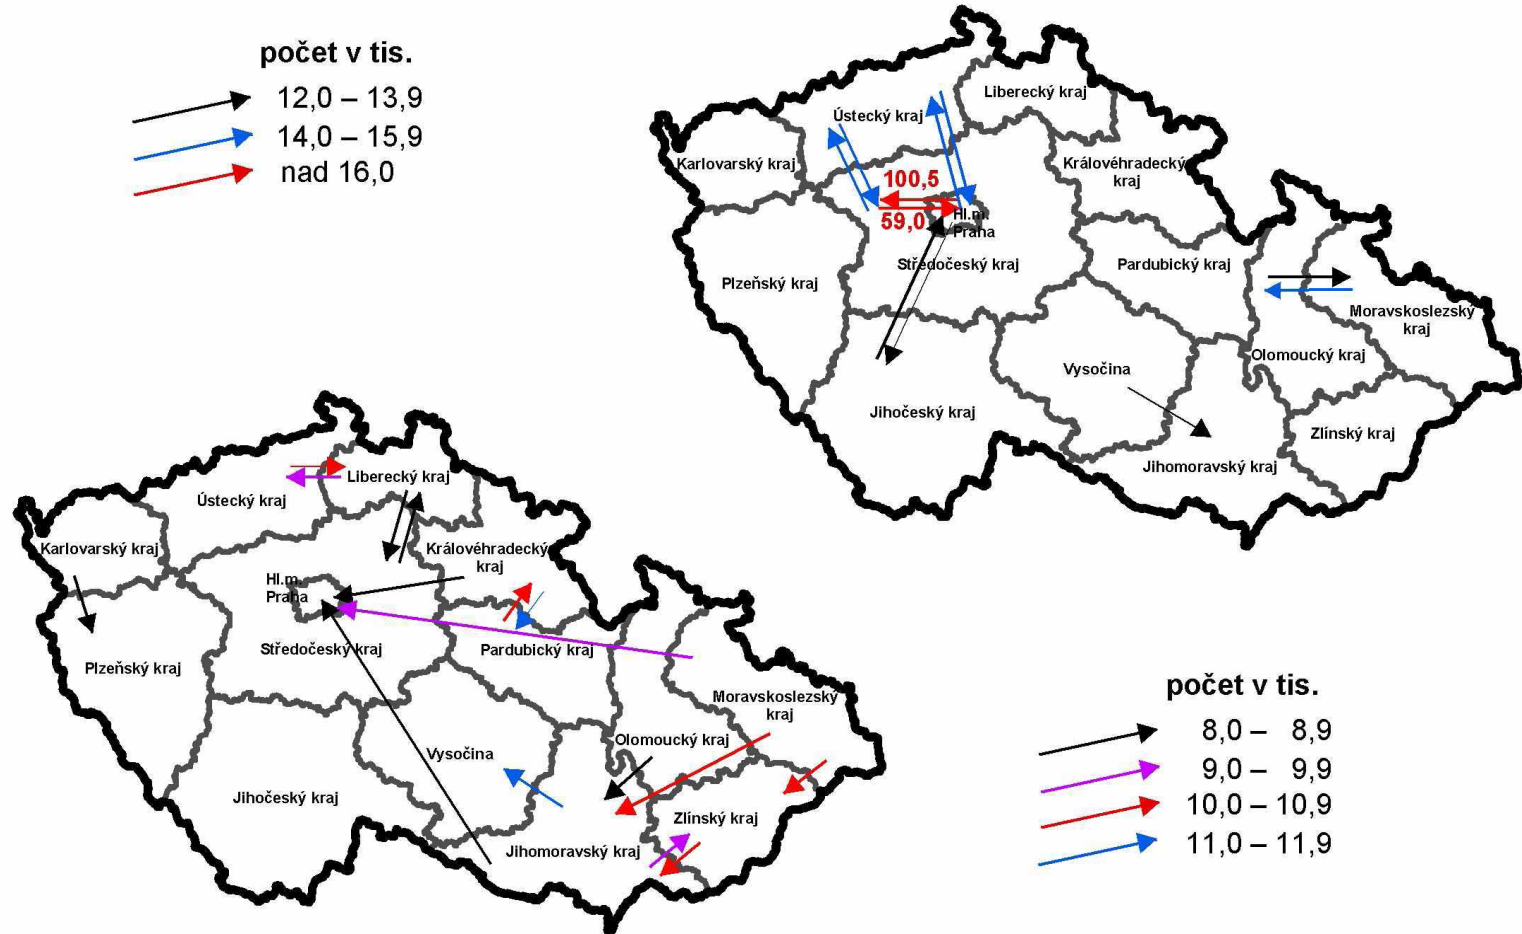 počet v tis.
12,0 – 13,9
14,0 – 15,9
nad 16,0
Liberecký kraj
Ústecký kraj
Karlovarský kraj
Královéhradecký
kraj
100,5
59,0
Hl.m.
Praha
Středočeský kraj
Pardubický kraj
Plzeňský kraj
Moravskoslezský
kraj
Olomoucký kraj
Vysočina
Jihočeský kraj
Zlínský kraj
Jihomoravský kraj
Liberecký kraj
Ústecký kraj
Karlovarský kraj
Královéhradecký
kraj
Hl.m.
Praha
Středočeský kraj
Pardubický kraj
Plzeňský kraj
Moravskoslezský
kraj
Olomoucký kraj
Vysočina
Jihočeský kraj
Zlínský kraj
Jihomoravský kraj
počet v tis.
8,0 – 8,9
9,0 – 9,9
10,0 – 10,9
11,0 – 11,9